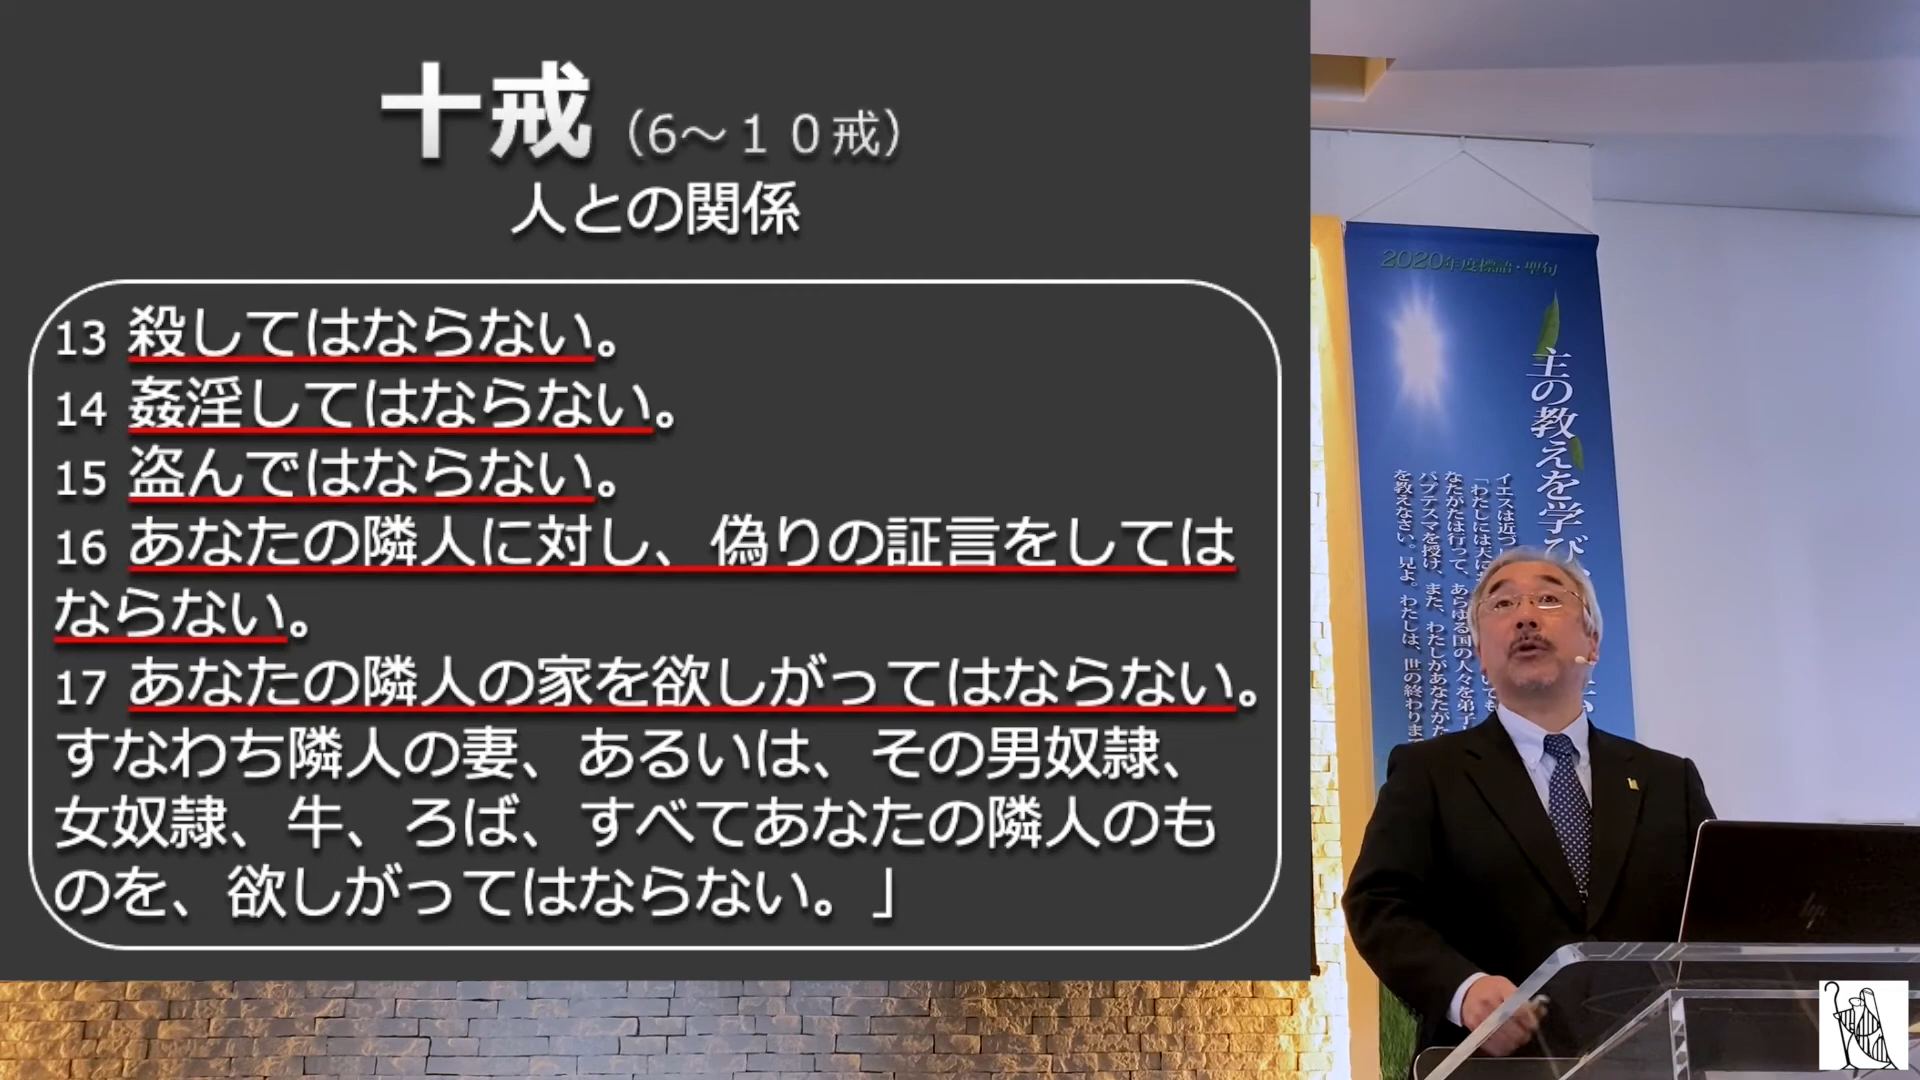 十戒（6～１０戒）
人との関係
13 殺してはならない。
14 姦淫してはならない。
15 盗んではならない。
16 あなたの隣人に対し、偽りの証言をしては
ならない。
17 あなたの隣人の家を欲しがってはならない。
すなわち隣人の妻、あるいは、その男奴隷、
女奴隷、牛、ろば、すべてあなたの隣人のも
のを、欲しがってはならない。」
2020年度標語・聖句
主の教えを学び、
イエスは近づ
「わたしには天に
なたがたは行って、あらゆる国の人々を弟子
バプテスマを授け、また、わたしがあなたがた
を教えなさい。見よ。わたしは、世の終わりま
hp